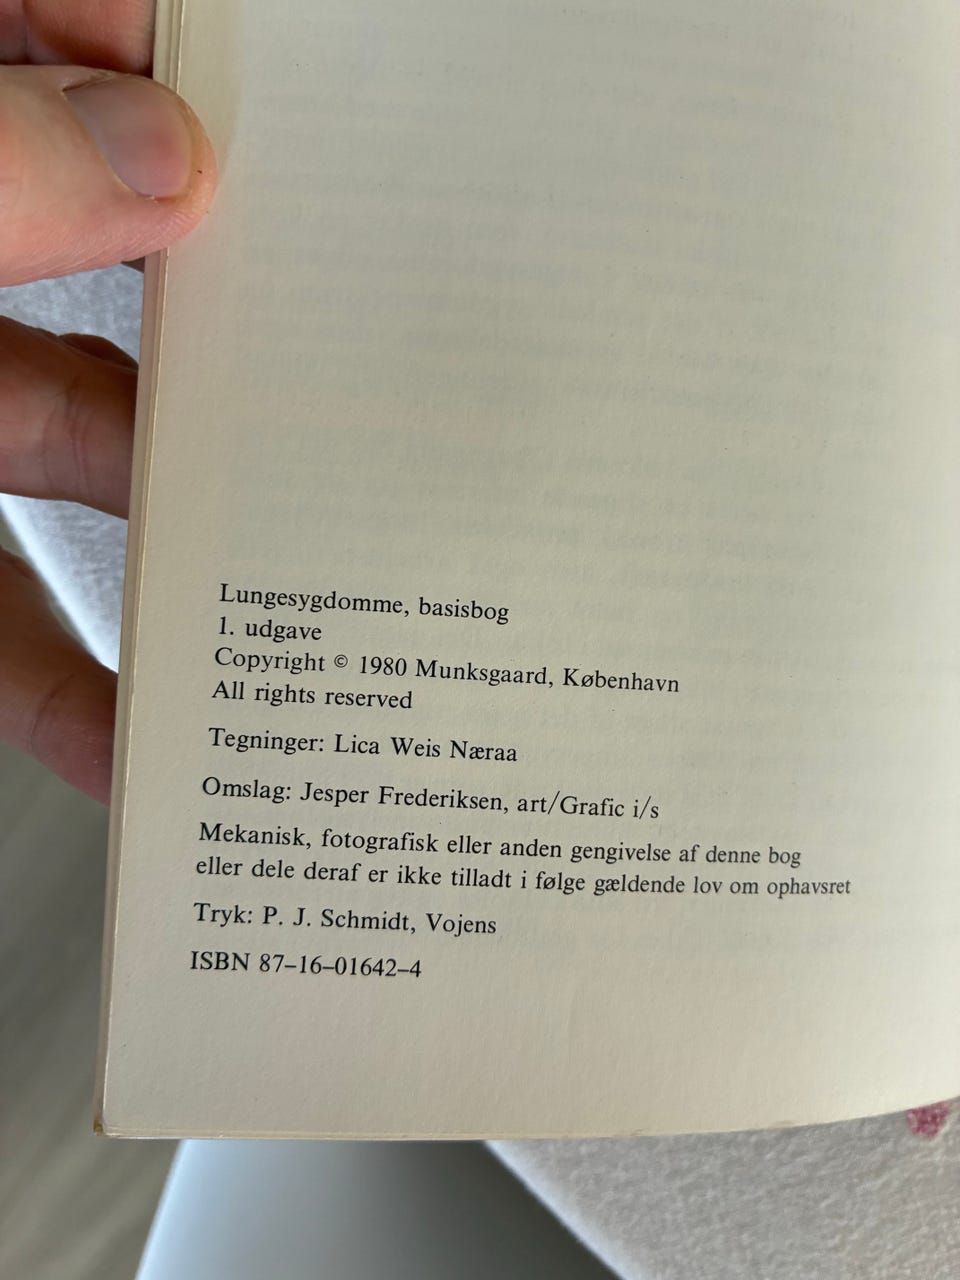 Lungesygdomme, basisbog
1. udgave
Copyright © 1980 Munksgaard, København
All rights reserved
Tegninger: Lica Weis Næraa
Omslag: Jesper Frederiksen, art/Grafic i/s
Mekanisk, fotografisk eller anden gengivelse af denne bog
eller dele deraf er ikke tilladt i følge gældende lov om ophavsret
Tryk: P. J. Schmidt, Vojens
ISBN 87–16–01642–4